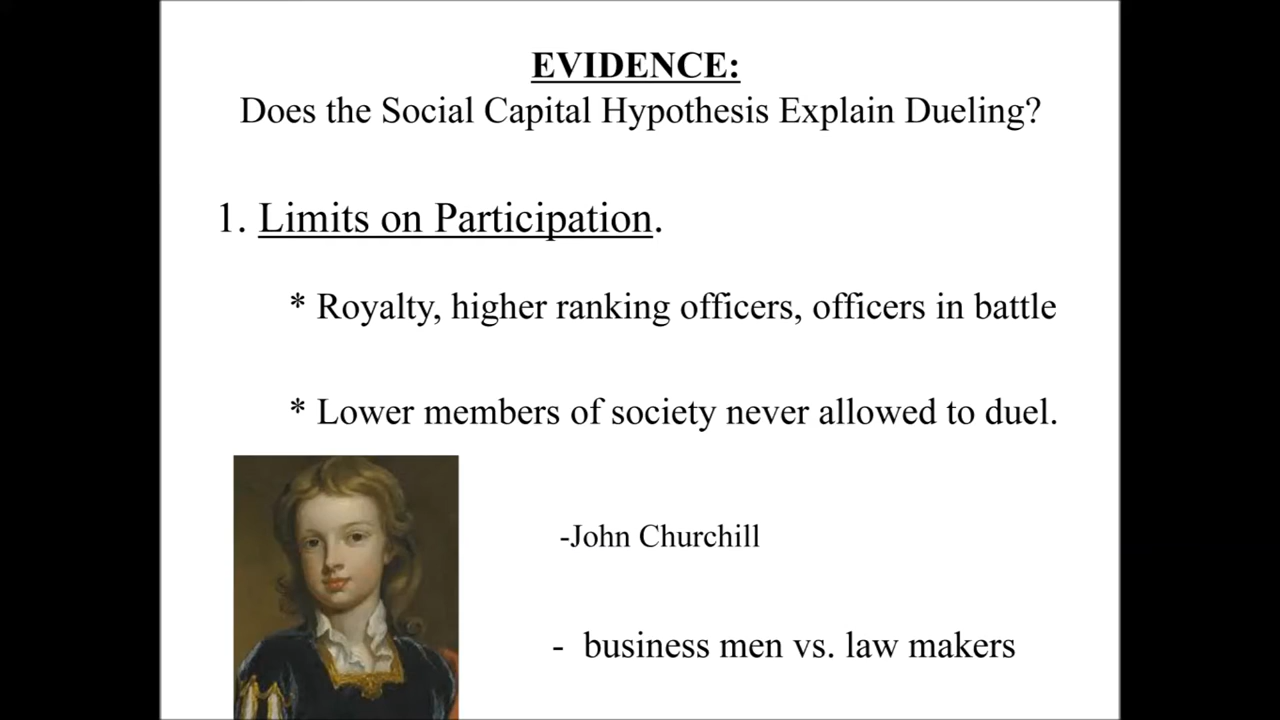 EVIDENCE:
Does the Social Capital Hypothesis Explain Dueling?
1. Limits on Participation.
* Royalty, higher ranking officers, officers in battle
* Lower members of society never allowed to duel.
-John Churchill
- business men vs. law makers